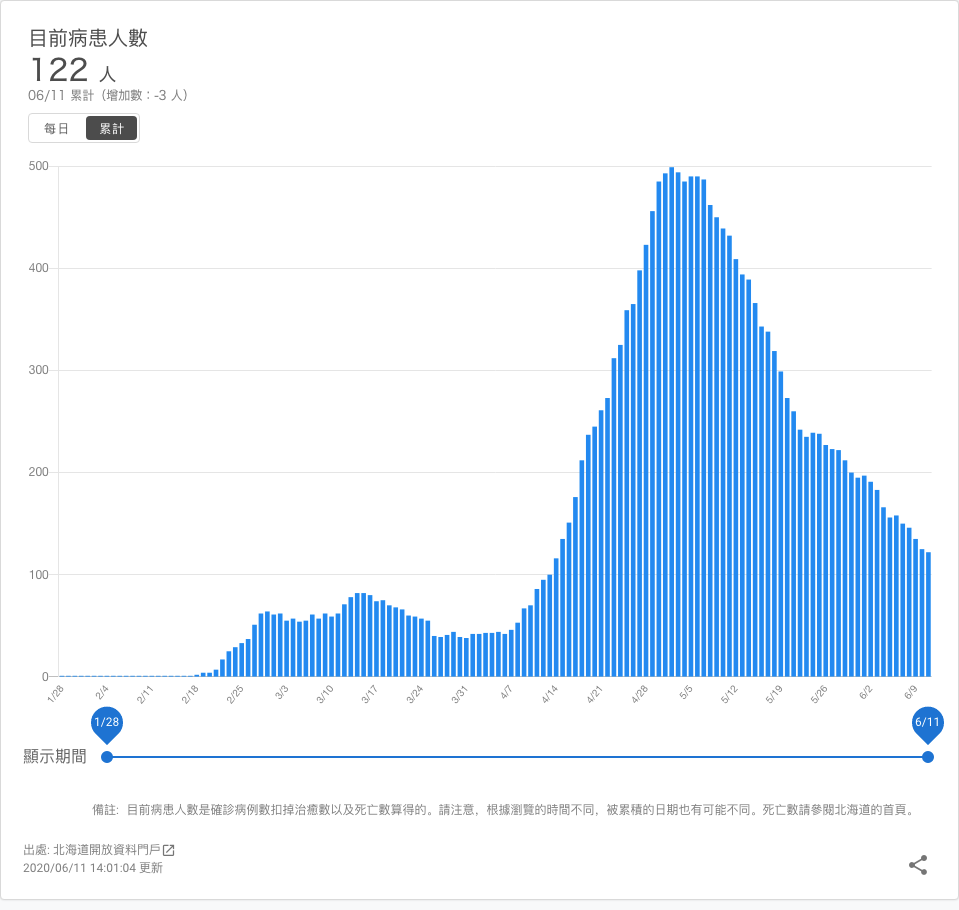 目前病患人數
122 人
06/11 累計（增加數：-3 人）
每日 累計
500
400
300
200
100
0
1/28 2/4 2/11 2/18 2/25 3/3 3/10 3/17 3/24 3/31 4/7 4/14 4/21 4/28 5/5 5/12 5/19 5/26 6/2 6/9
1/28 6/11
顯示期間
備註: 目前病患人數是確診病例數扣掉治癒數以及死亡數算得的。請注意，根據瀏覽的時間不同，被累積的日期也有可能不同。死亡數請參閱北海道的首頁。
出處: 北海道開放資料門戶
2020/06/11 14:01:04 更新